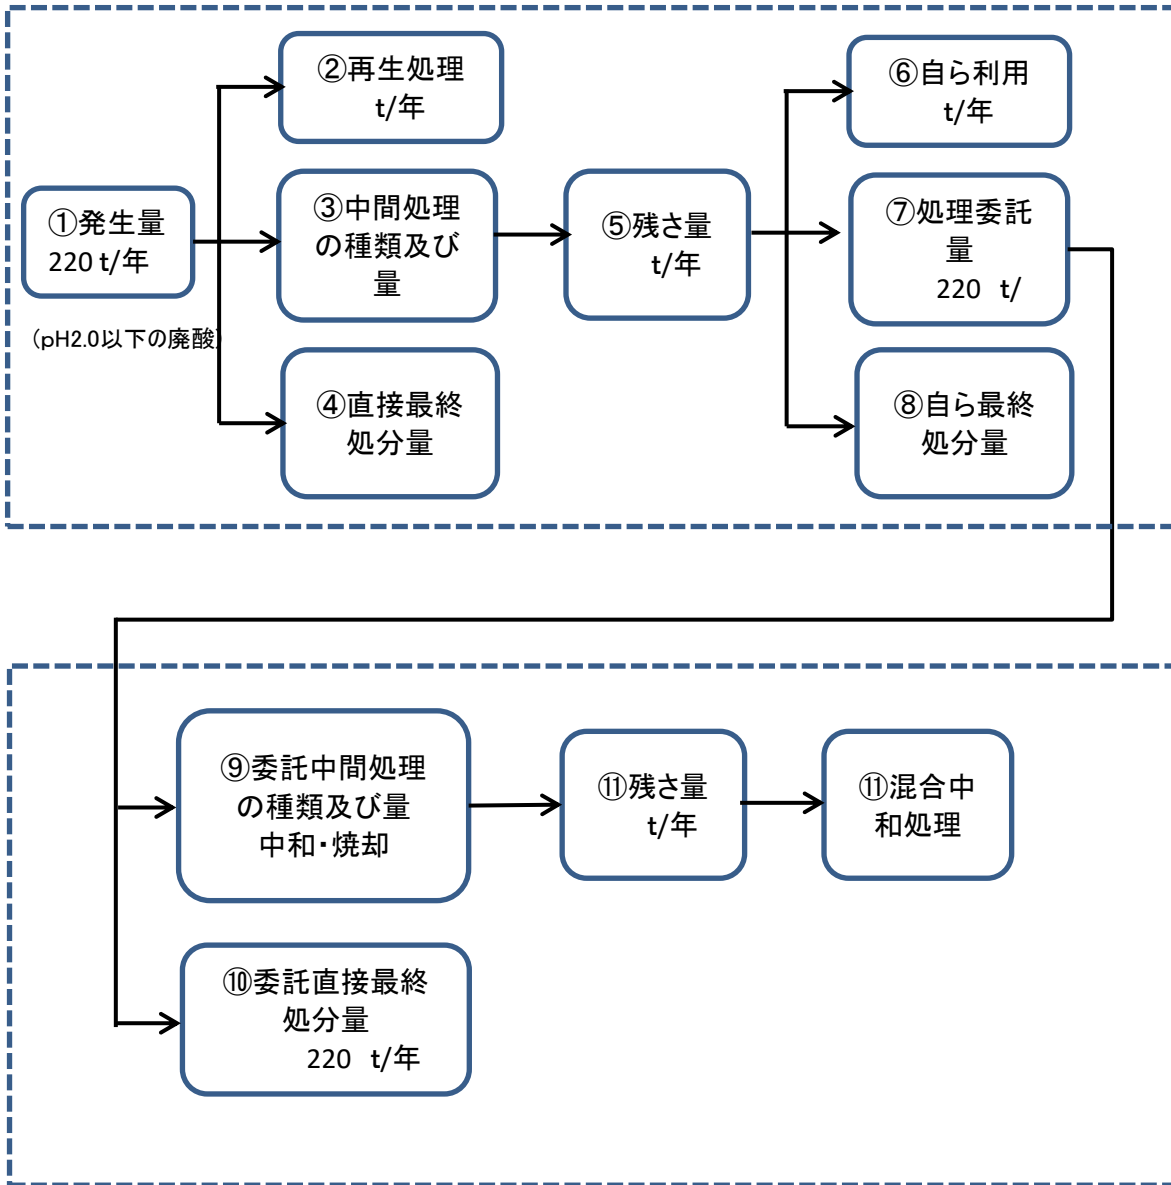 ②再生処理
t/年
⑥自ら利用
t/年
①発生量
220 t/年
③中間処理
の種類及び
量
⑤残さ量
t/年
⑦処理委託
量
220 t/
(pH2.0以下の廃酸)
④直接最終
処分量
⑧自ら最終
処分量
⑨委託中間処理
の種類及び量
中和・焼却
⑪残さ量
t/年
⑪混合中
和処理
⑩委託直接最終
処分量
220 t/年